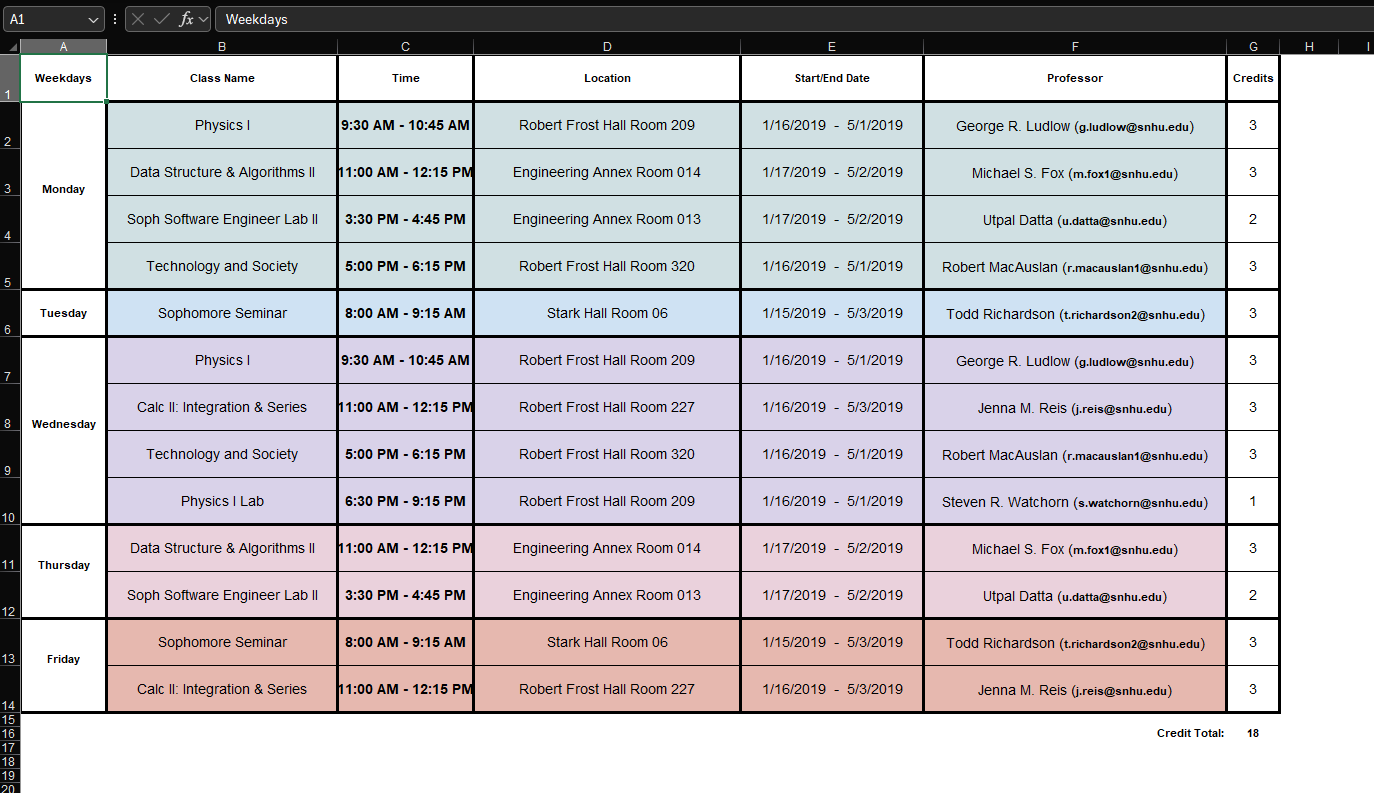 A1 fx Weekdays
A B C D E F G H I
1 Weekdays Class Name Time Location Start/End Date Professor Credits
2 Physics I 9:30 AM - 10:45 AM Robert Frost Hall Room 209 1/16/2019 - 5/1/2019 George R. Ludlow (g.ludlow@snhu.edu) 3
3 Monday Data Structure & Algorithms II 11:00 AM - 12:15 PM Engineering Annex Room 014 1/17/2019 - 5/2/2019 Michael S. Fox (m.fox1@snhu.edu) 3
4 Soph Software Engineer Lab II 3:30 PM - 4:45 PM Engineering Annex Room 013 1/17/2019 - 5/2/2019 Utpal Datta (u.datta@snhu.edu) 2
5 Technology and Society 5:00 PM - 6:15 PM Robert Frost Hall Room 320 1/16/2019 - 5/1/2019 Robert MacAuslan (r.macauslan1@snhu.edu) 3
6 Tuesday Sophomore Seminar 8:00 AM - 9:15 AM Stark Hall Room 06 1/15/2019 - 5/3/2019 Todd Richardson (t.richardson2@snhu.edu) 3
7 Physics I 9:30 AM - 10:45 AM Robert Frost Hall Room 209 1/16/2019 - 5/1/2019 George R. Ludlow (g.ludlow@snhu.edu) 3
8 Wednesday Calc II: Integration & Series 11:00 AM - 12:15 PM Robert Frost Hall Room 227 1/16/2019 - 5/3/2019 Jenna M. Reis (j.reis@snhu.edu) 3
9 Technology and Society 5:00 PM - 6:15 PM Robert Frost Hall Room 320 1/16/2019 - 5/1/2019 Robert MacAuslan (r.macauslan1@snhu.edu) 3
10 Physics I Lab 6:30 PM - 9:15 PM Robert Frost Hall Room 209 1/16/2019 - 5/1/2019 Steven R. Watchorn (s.watchorn@snhu.edu) 1
11 Thursday Data Structure & Algorithms II 11:00 AM - 12:15 PM Engineering Annex Room 014 1/17/2019 - 5/2/2019 Michael S. Fox (m.fox1@snhu.edu) 3
12 Soph Software Engineer Lab II 3:30 PM - 4:45 PM Engineering Annex Room 013 1/17/2019 - 5/2/2019 Utpal Datta (u.datta@snhu.edu) 2
13 Friday Sophomore Seminar 8:00 AM - 9:15 AM Stark Hall Room 06 1/15/2019 - 5/3/2019 Todd Richardson (t.richardson2@snhu.edu) 3
14 Calc II: Integration & Series 11:00 AM - 12:15 PM Robert Frost Hall Room 227 1/16/2019 - 5/3/2019 Jenna M. Reis (j.reis@snhu.edu) 3
15
16 Credit Total: 18
17
18
19
20